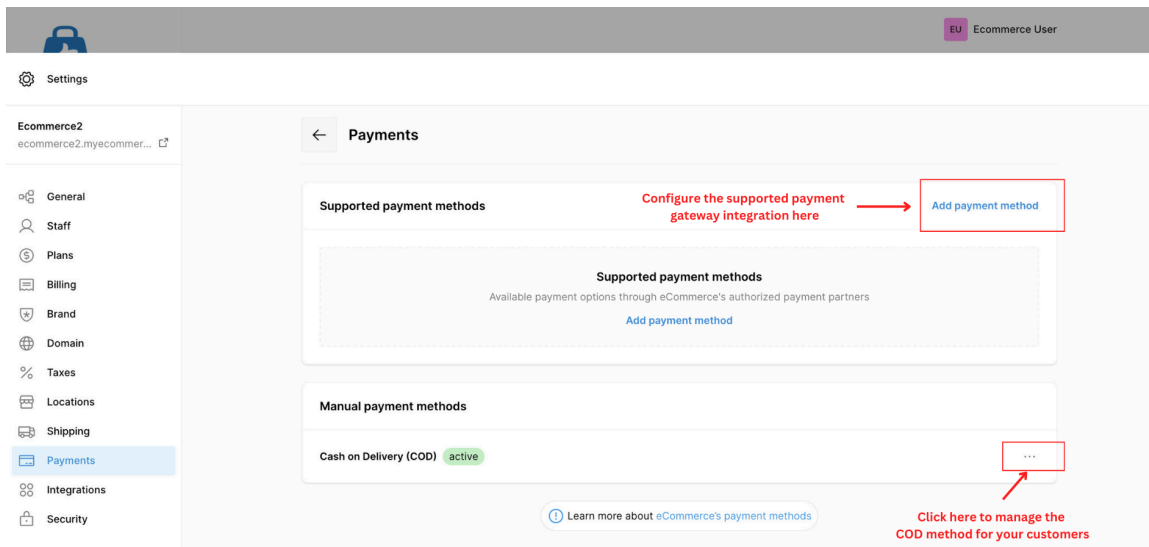 EU Ecommerce User
Settings
Ecommerce2
ecommerce2.myecommer...
Payments
General
Staff
Plans
Billing
Brand
Domain
Taxes
Locations
Shipping
Payments
Integrations
Security
Supported payment methods
Configure the supported payment
gateway integration here
Add payment method
Supported payment methods
Available payment options through eCommerce's authorized payment partners
Add payment method
Manual payment methods
Cash on Delivery (COD) active
...
Learn more about eCommerce's payment methods
Click here to manage the
COD method for your customers